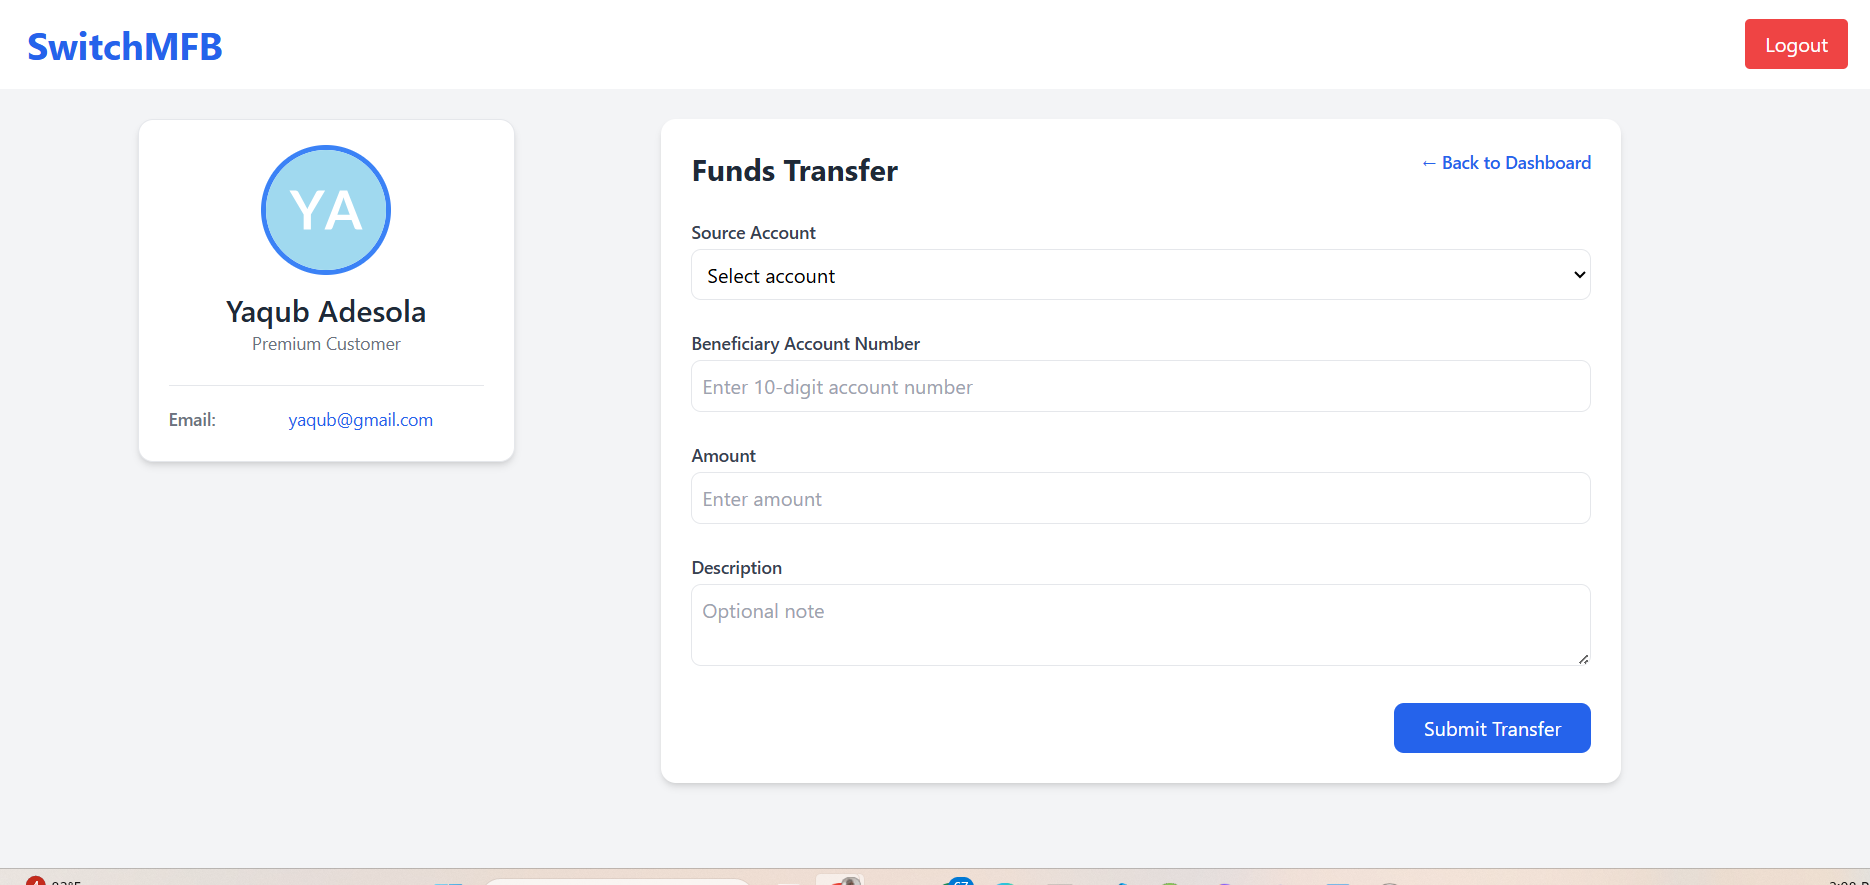 SwitchMFB
Logout
YA
Yaqub Adesola
Premium Customer
Email: yaqub@gmail.com
Funds Transfer
← Back to Dashboard
Source Account
Select account
Beneficiary Account Number
Enter 10-digit account number
Amount
Enter amount
Description
Optional note
Submit Transfer